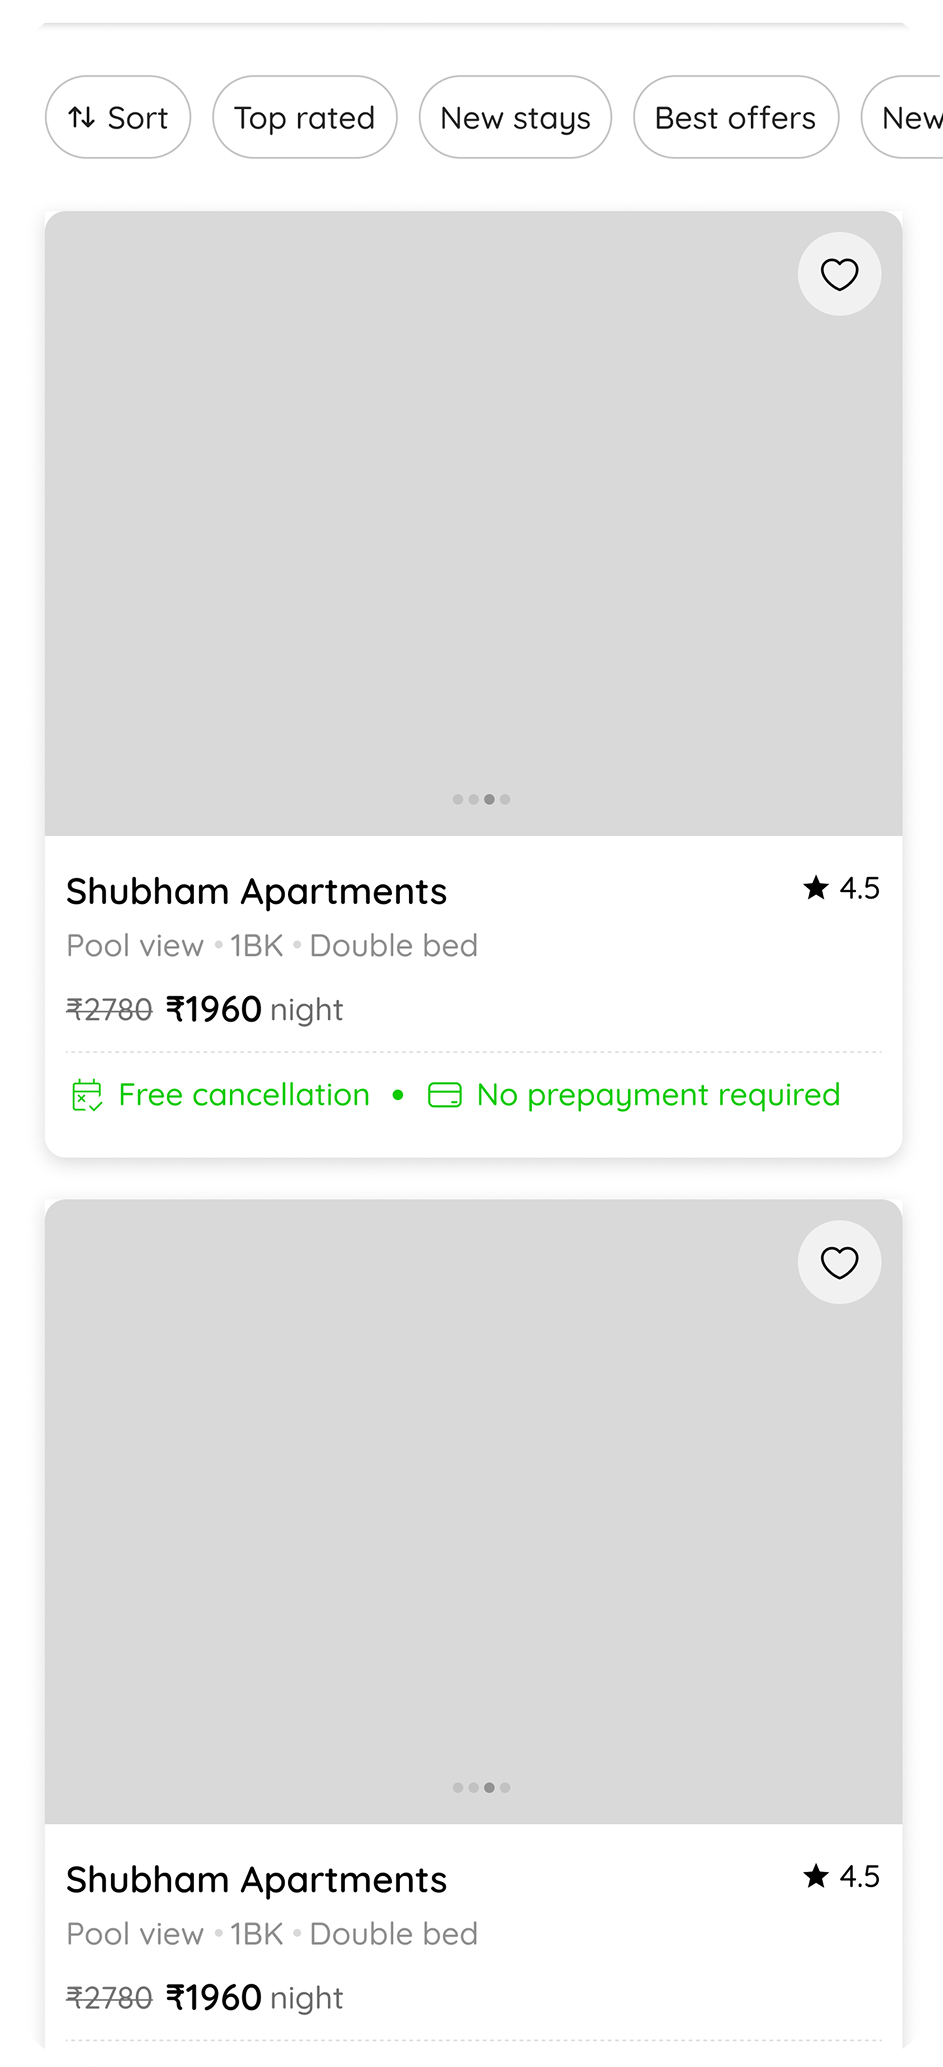 Sort Top rated New stays Best offers New
Shubham Apartments ★ 4.5
Pool view • 1BK • Double bed
₹2780 ₹1960 night
Free cancellation • No prepayment required
Shubham Apartments ★ 4.5
Pool view • 1BK • Double bed
₹2780 ₹1960 night